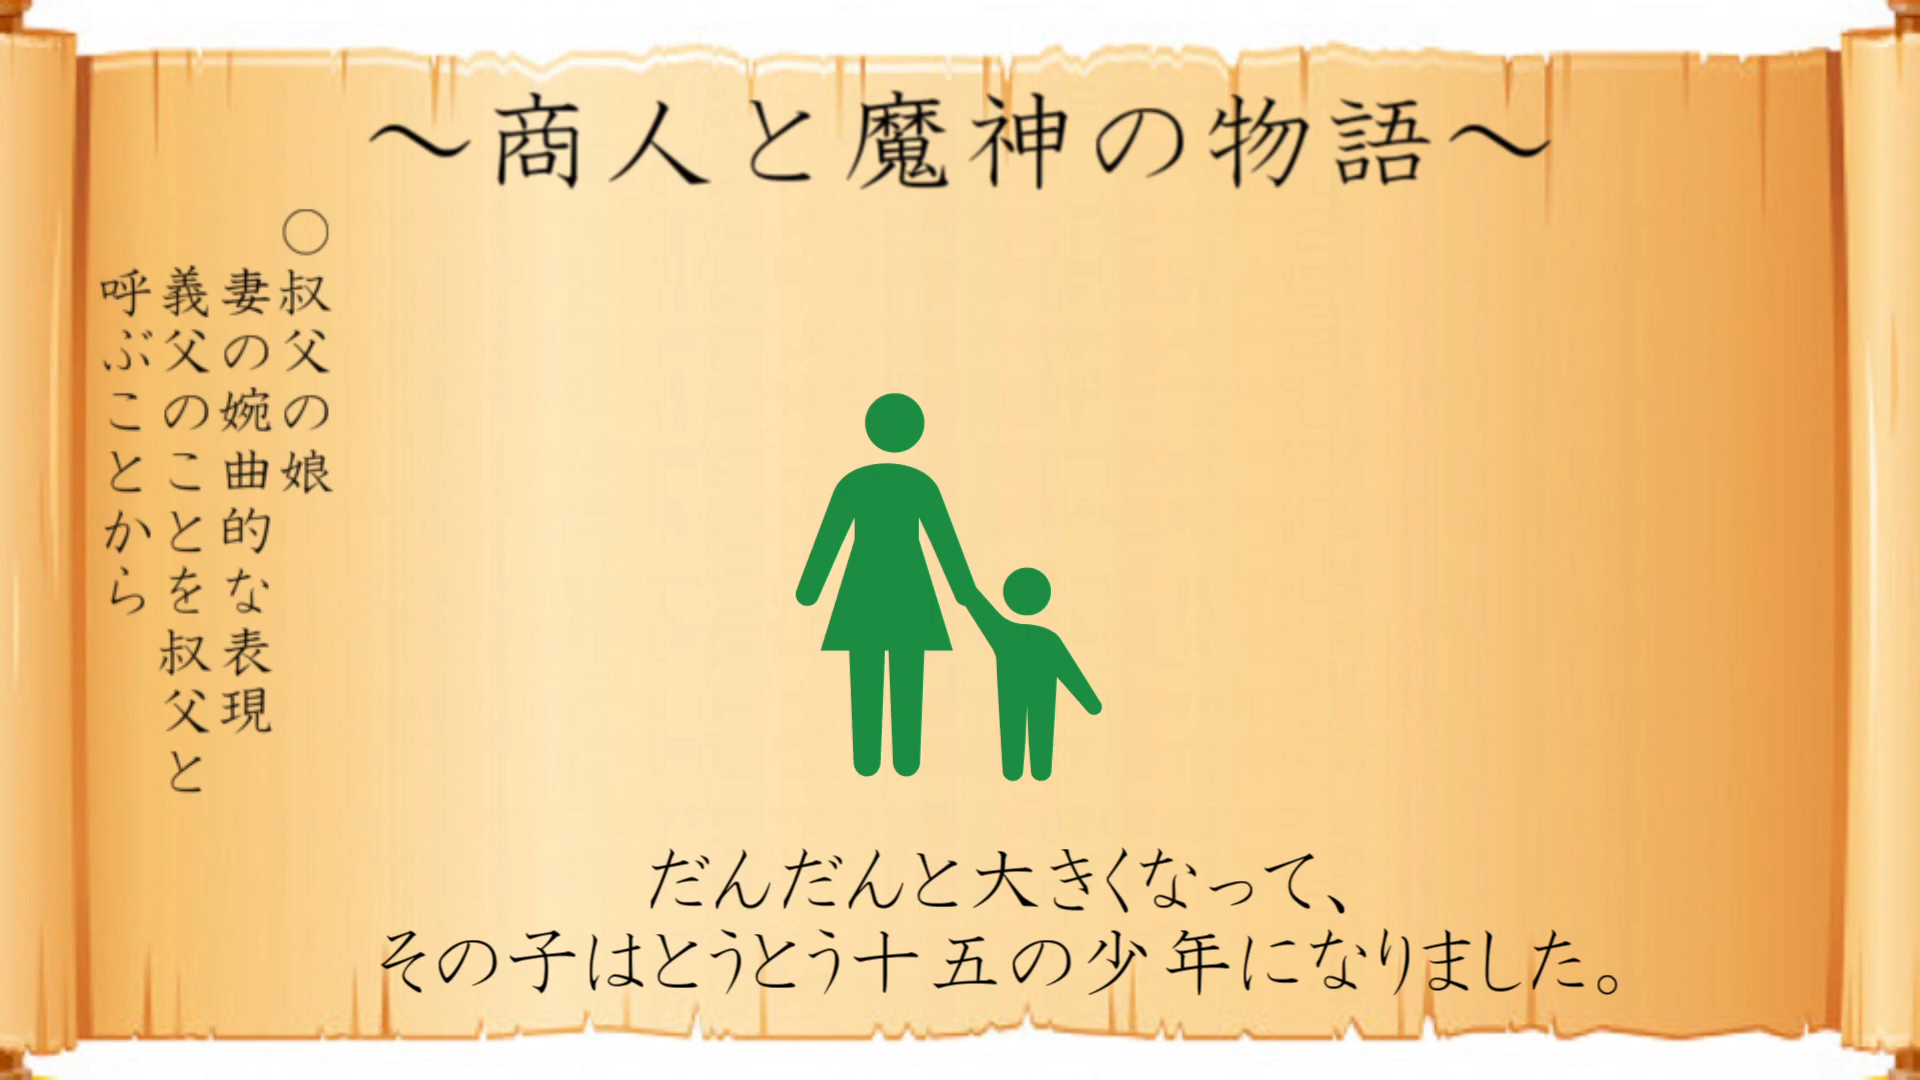 ～商人と魔神の物語～
〇叔父の娘
妻の婉曲的な表現
義父のことを叔父と
呼ぶことから
だんだんと大きくなって、
その子はとうとう十五の少年になりました。